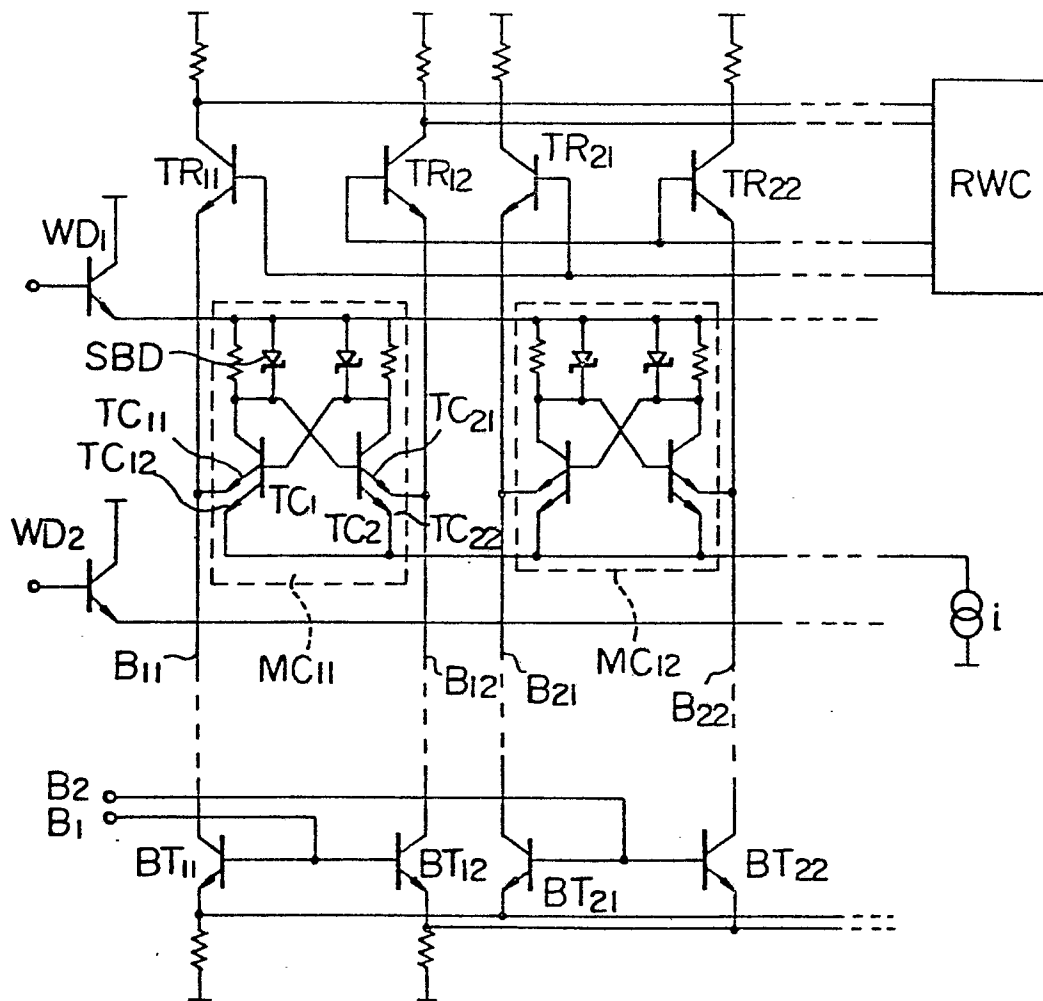 TR11
TR12
TR21
TR22
RWC
WD1
SBD
TC11
TC12
TC1
TC21
TC2
TC22
WD2
i
B11
MC11
B12
B21
MC12
B22
B2
B1
BT11
BT12
BT21
BT22